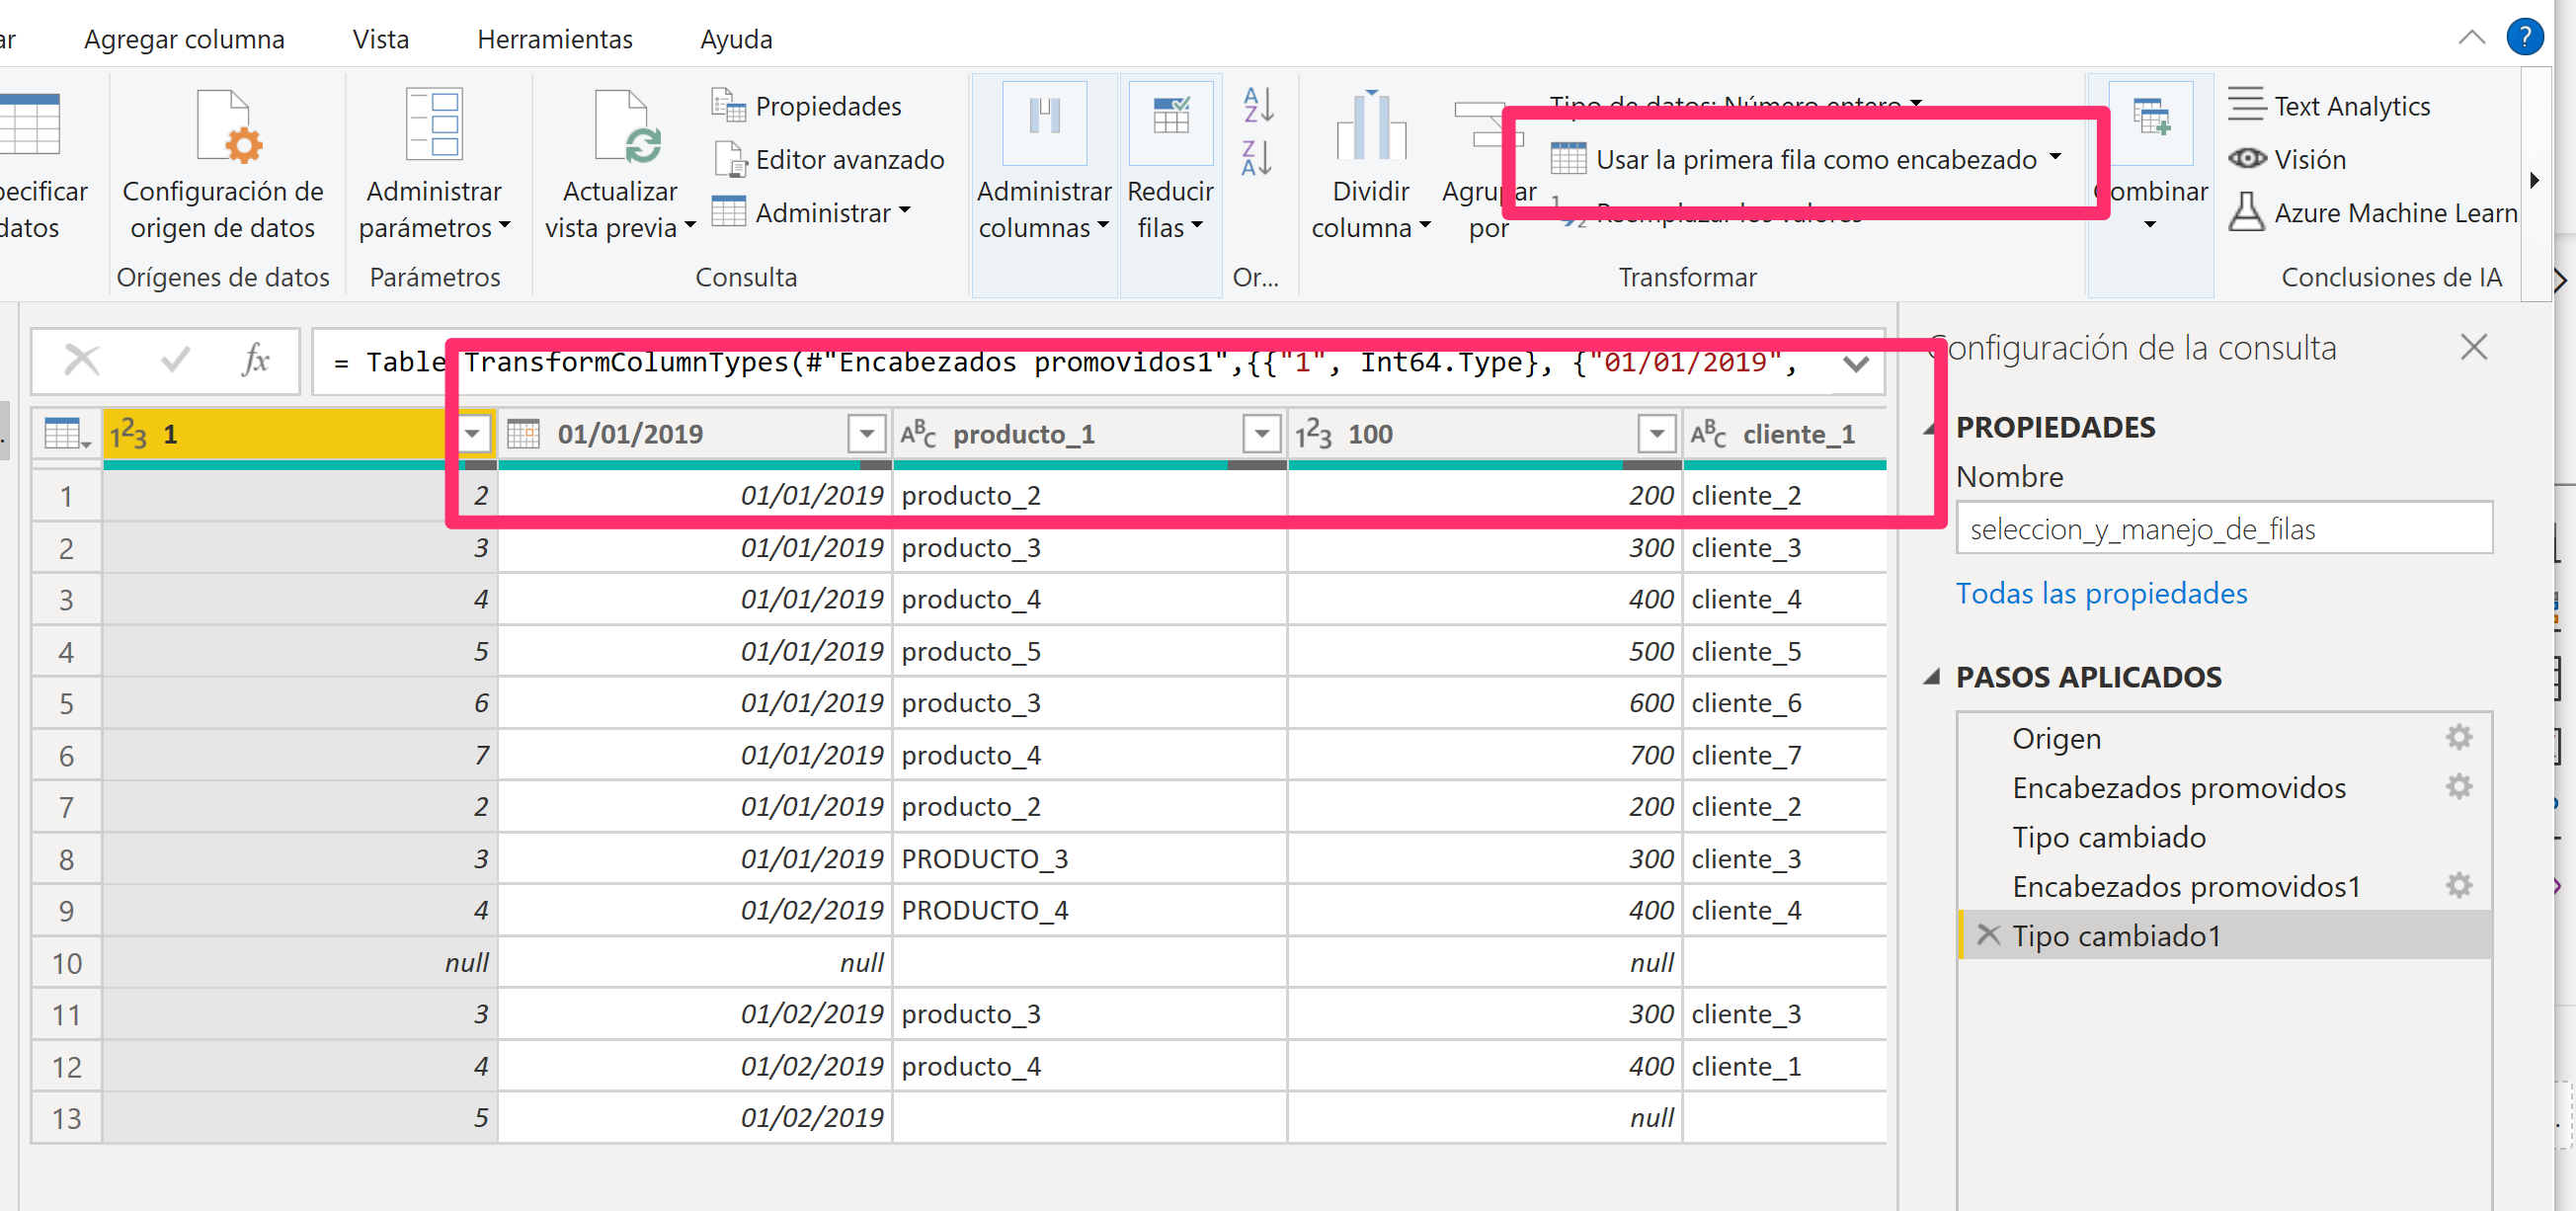 ar Agregar columna Vista Herramientas Ayuda
?
Propiedades
Editor avanzado
Administrar
Configuración de
origen de datos
Administrar
parámetros
Actualizar
vista previa
Administrar
columnas
Reducir
filas
Dividir
columna
Agrupar
por
Tipo de datos: Número entero
Usar la primera fila como encabezado
Reemplazar los valores
Combinar
Text Analytics
Visión
Azure Machine Learn
pecificar
datos
Orígenes de datos Parámetros Consulta Or... Transformar Conclusiones de IA
fx = Table.TransformColumnTypes(#"Encabezados promovidos1",{{"1", Int64.Type}, {"01/01/2019",
1 01/01/2019 producto_1 100 cliente_1
1 2 01/01/2019 producto_2 200 cliente_2
2 3 01/01/2019 producto_3 300 cliente_3
3 4 01/01/2019 producto_4 400 cliente_4
4 5 01/01/2019 producto_5 500 cliente_5
5 6 01/01/2019 producto_3 600 cliente_6
6 7 01/01/2019 producto_4 700 cliente_7
7 2 01/01/2019 producto_2 200 cliente_2
8 3 01/01/2019 PRODUCTO_3 300 cliente_3
9 4 01/02/2019 PRODUCTO_4 400 cliente_4
10 null null null
11 3 01/02/2019 producto_3 300 cliente_3
12 4 01/02/2019 producto_4 400 cliente_1
13 5 01/02/2019 null
Configuración de la consulta
PROPIEDADES
Nombre
seleccion_y_manejo_de_filas
Todas las propiedades
PASOS APLICADOS
Origen
Encabezados promovidos
Tipo cambiado
Encabezados promovidos1
Tipo cambiado1